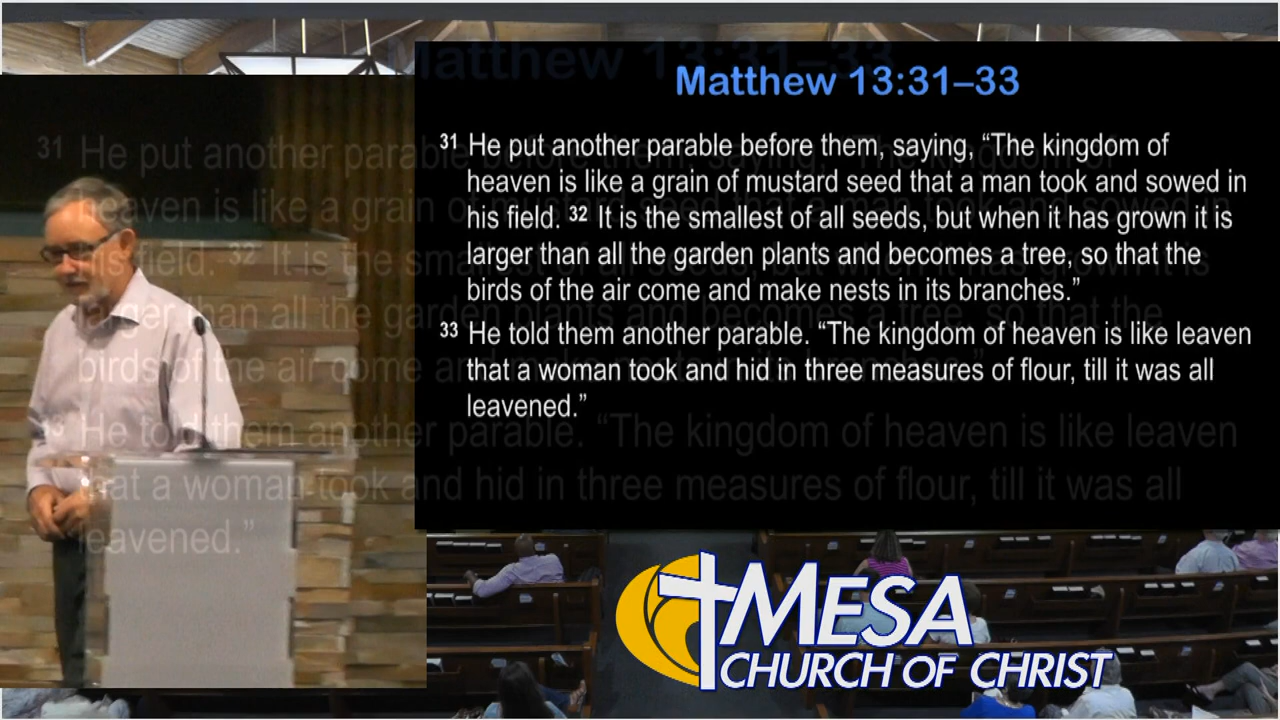 Matthew 13:31–33
31 He put another parable before them, saying, “The kingdom of
heaven is like a grain of mustard seed that a man took and sowed in
his field. 32 It is the smallest of all seeds, but when it has grown it is
larger than all the garden plants and becomes a tree, so that the
birds of the air come and make nests in its branches.”
33 He told them another parable. “The kingdom of heaven is like leaven
that a woman took and hid in three measures of flour, till it was all
leavened.”
MESA
CHURCH OF CHRIST